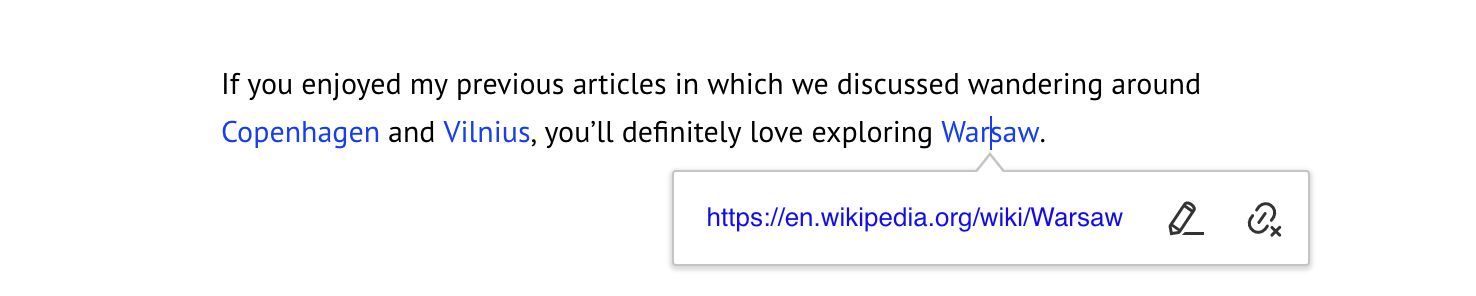 If you enjoyed my previous articles in which we discussed wandering around
Copenhagen and Vilnius, you’ll definitely love exploring Warsaw.
https://en.wikipedia.org/wiki/Warsaw